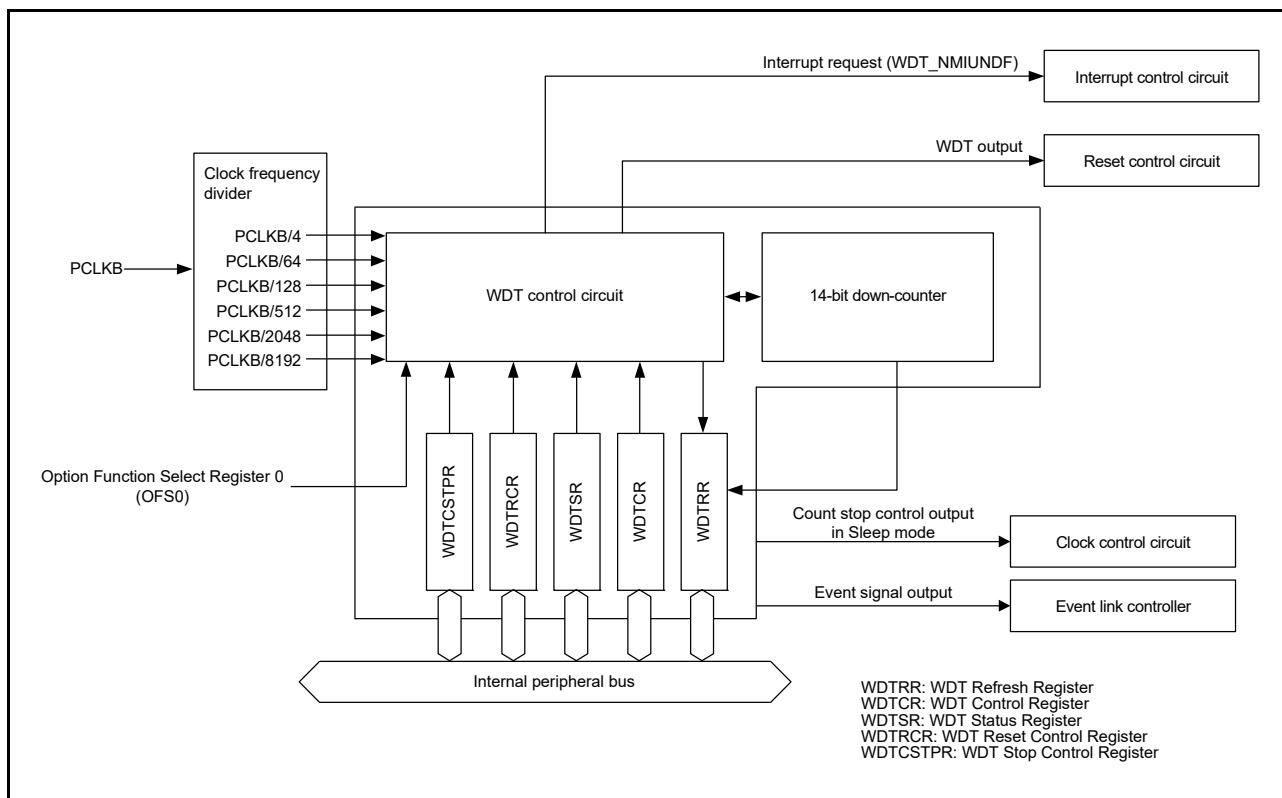 Interrupt request (WDT_NMIUNDF)
Interrupt control circuit
WDT output
Reset control circuit
Clock frequency
divider
PCLKB
PCLKB/4
PCLKB/64
PCLKB/128
PCLKB/512
PCLKB/2048
PCLKB/8192
WDT control circuit
14-bit down-counter
Option Function Select Register 0
(OFS0)
WDTCSTPR
WDTRCR
WDTSR
WDTCR
WDTRR
Count stop control output
in Sleep mode
Clock control circuit
Event signal output
Event link controller
Internal peripheral bus
WDTRR: WDT Refresh Register
WDTCR: WDT Control Register
WDTSR: WDT Status Register
WDTRCR: WDT Reset Control Register
WDTCSTPR: WDT Stop Control Register